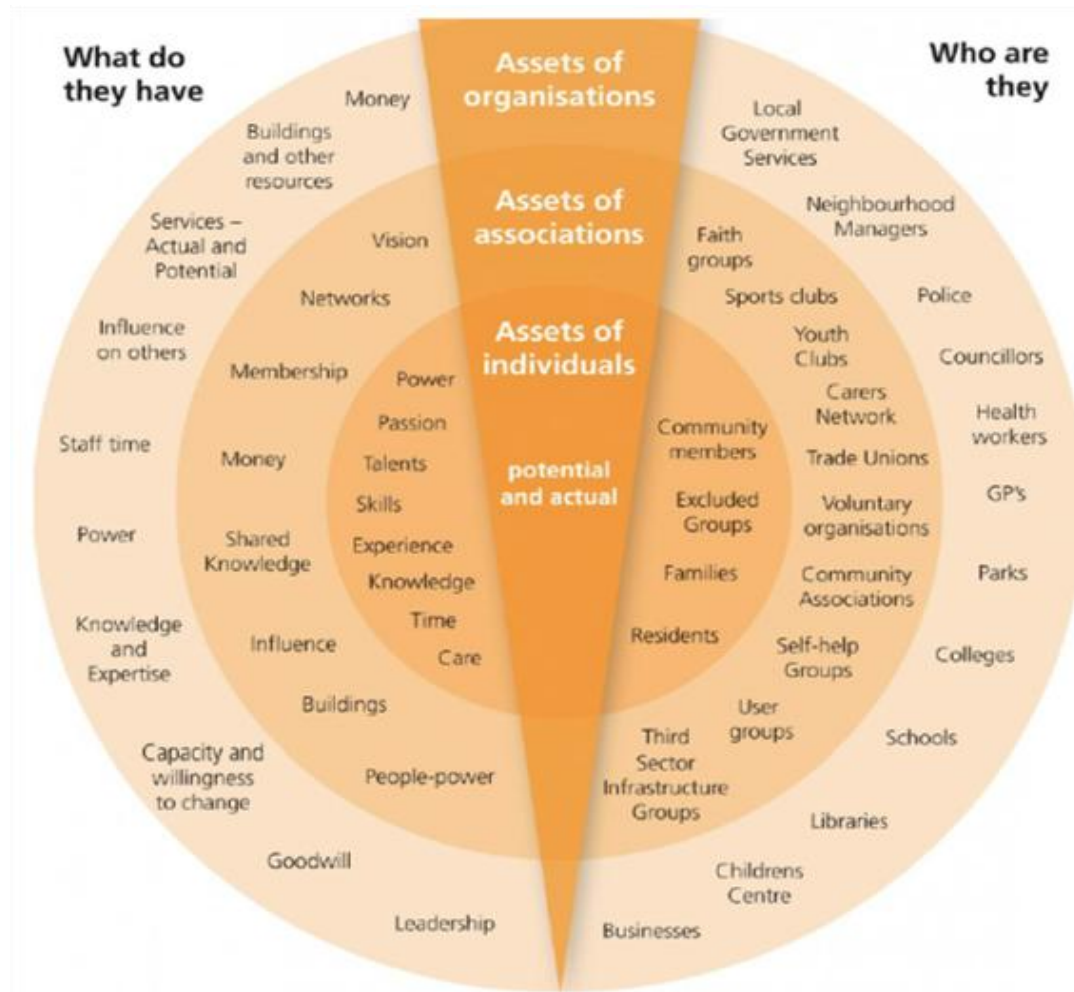 What do
they have
Who are
they
Assets of
organisations
Assets of
associations
Assets of
individuals
potential
and actual
Money
Buildings
and other
resources
Services –
Actual and
Potential
Influence
on others
Staff time
Power
Knowledge
and
Expertise
Capacity and
willingness
to change
Goodwill
Leadership
Vision
Networks
Membership
Money
Shared
Knowledge
Influence
Buildings
People-power
Power
Passion
Talents
Skills
Experience
Knowledge
Time
Care
Community
members
Excluded
Groups
Families
Residents
Faith
groups
Sports clubs
Youth
Clubs
Carers
Network
Trade Unions
Voluntary
organisations
Community
Associations
Self-help
Groups
User
groups
Third
Sector
Infrastructure
Groups
Local
Government
Services
Neighbourhood
Managers
Police
Councillors
Health
workers
GP's
Parks
Colleges
Schools
Libraries
Childrens
Centre
Businesses